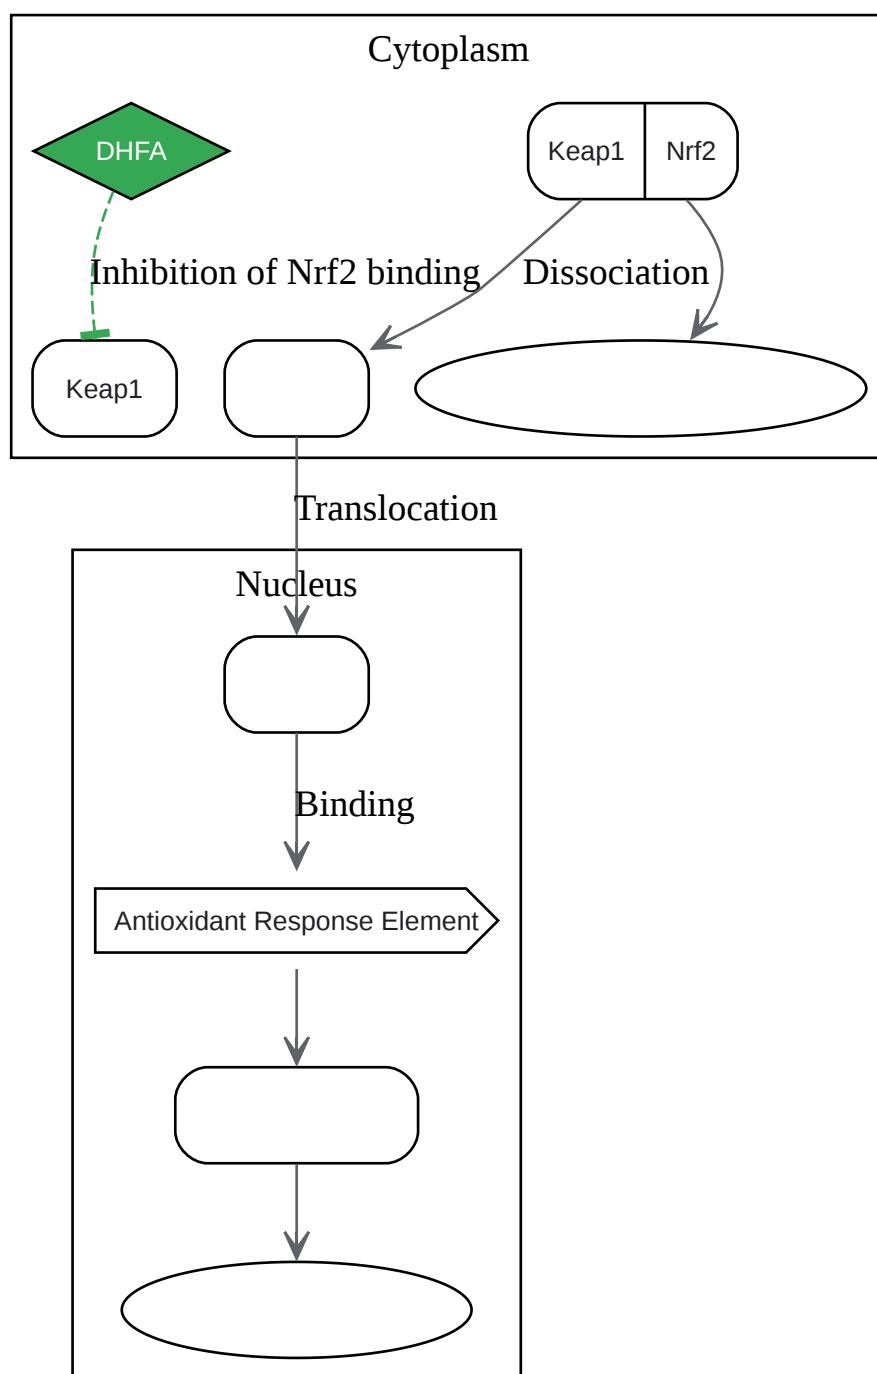 Cytoplasm
DHFA
Keap1
Nrf2
Inhibition of Nrf2 binding
Dissociation
Keap1
Translocation
Nucleus
Binding
Antioxidant Response Element